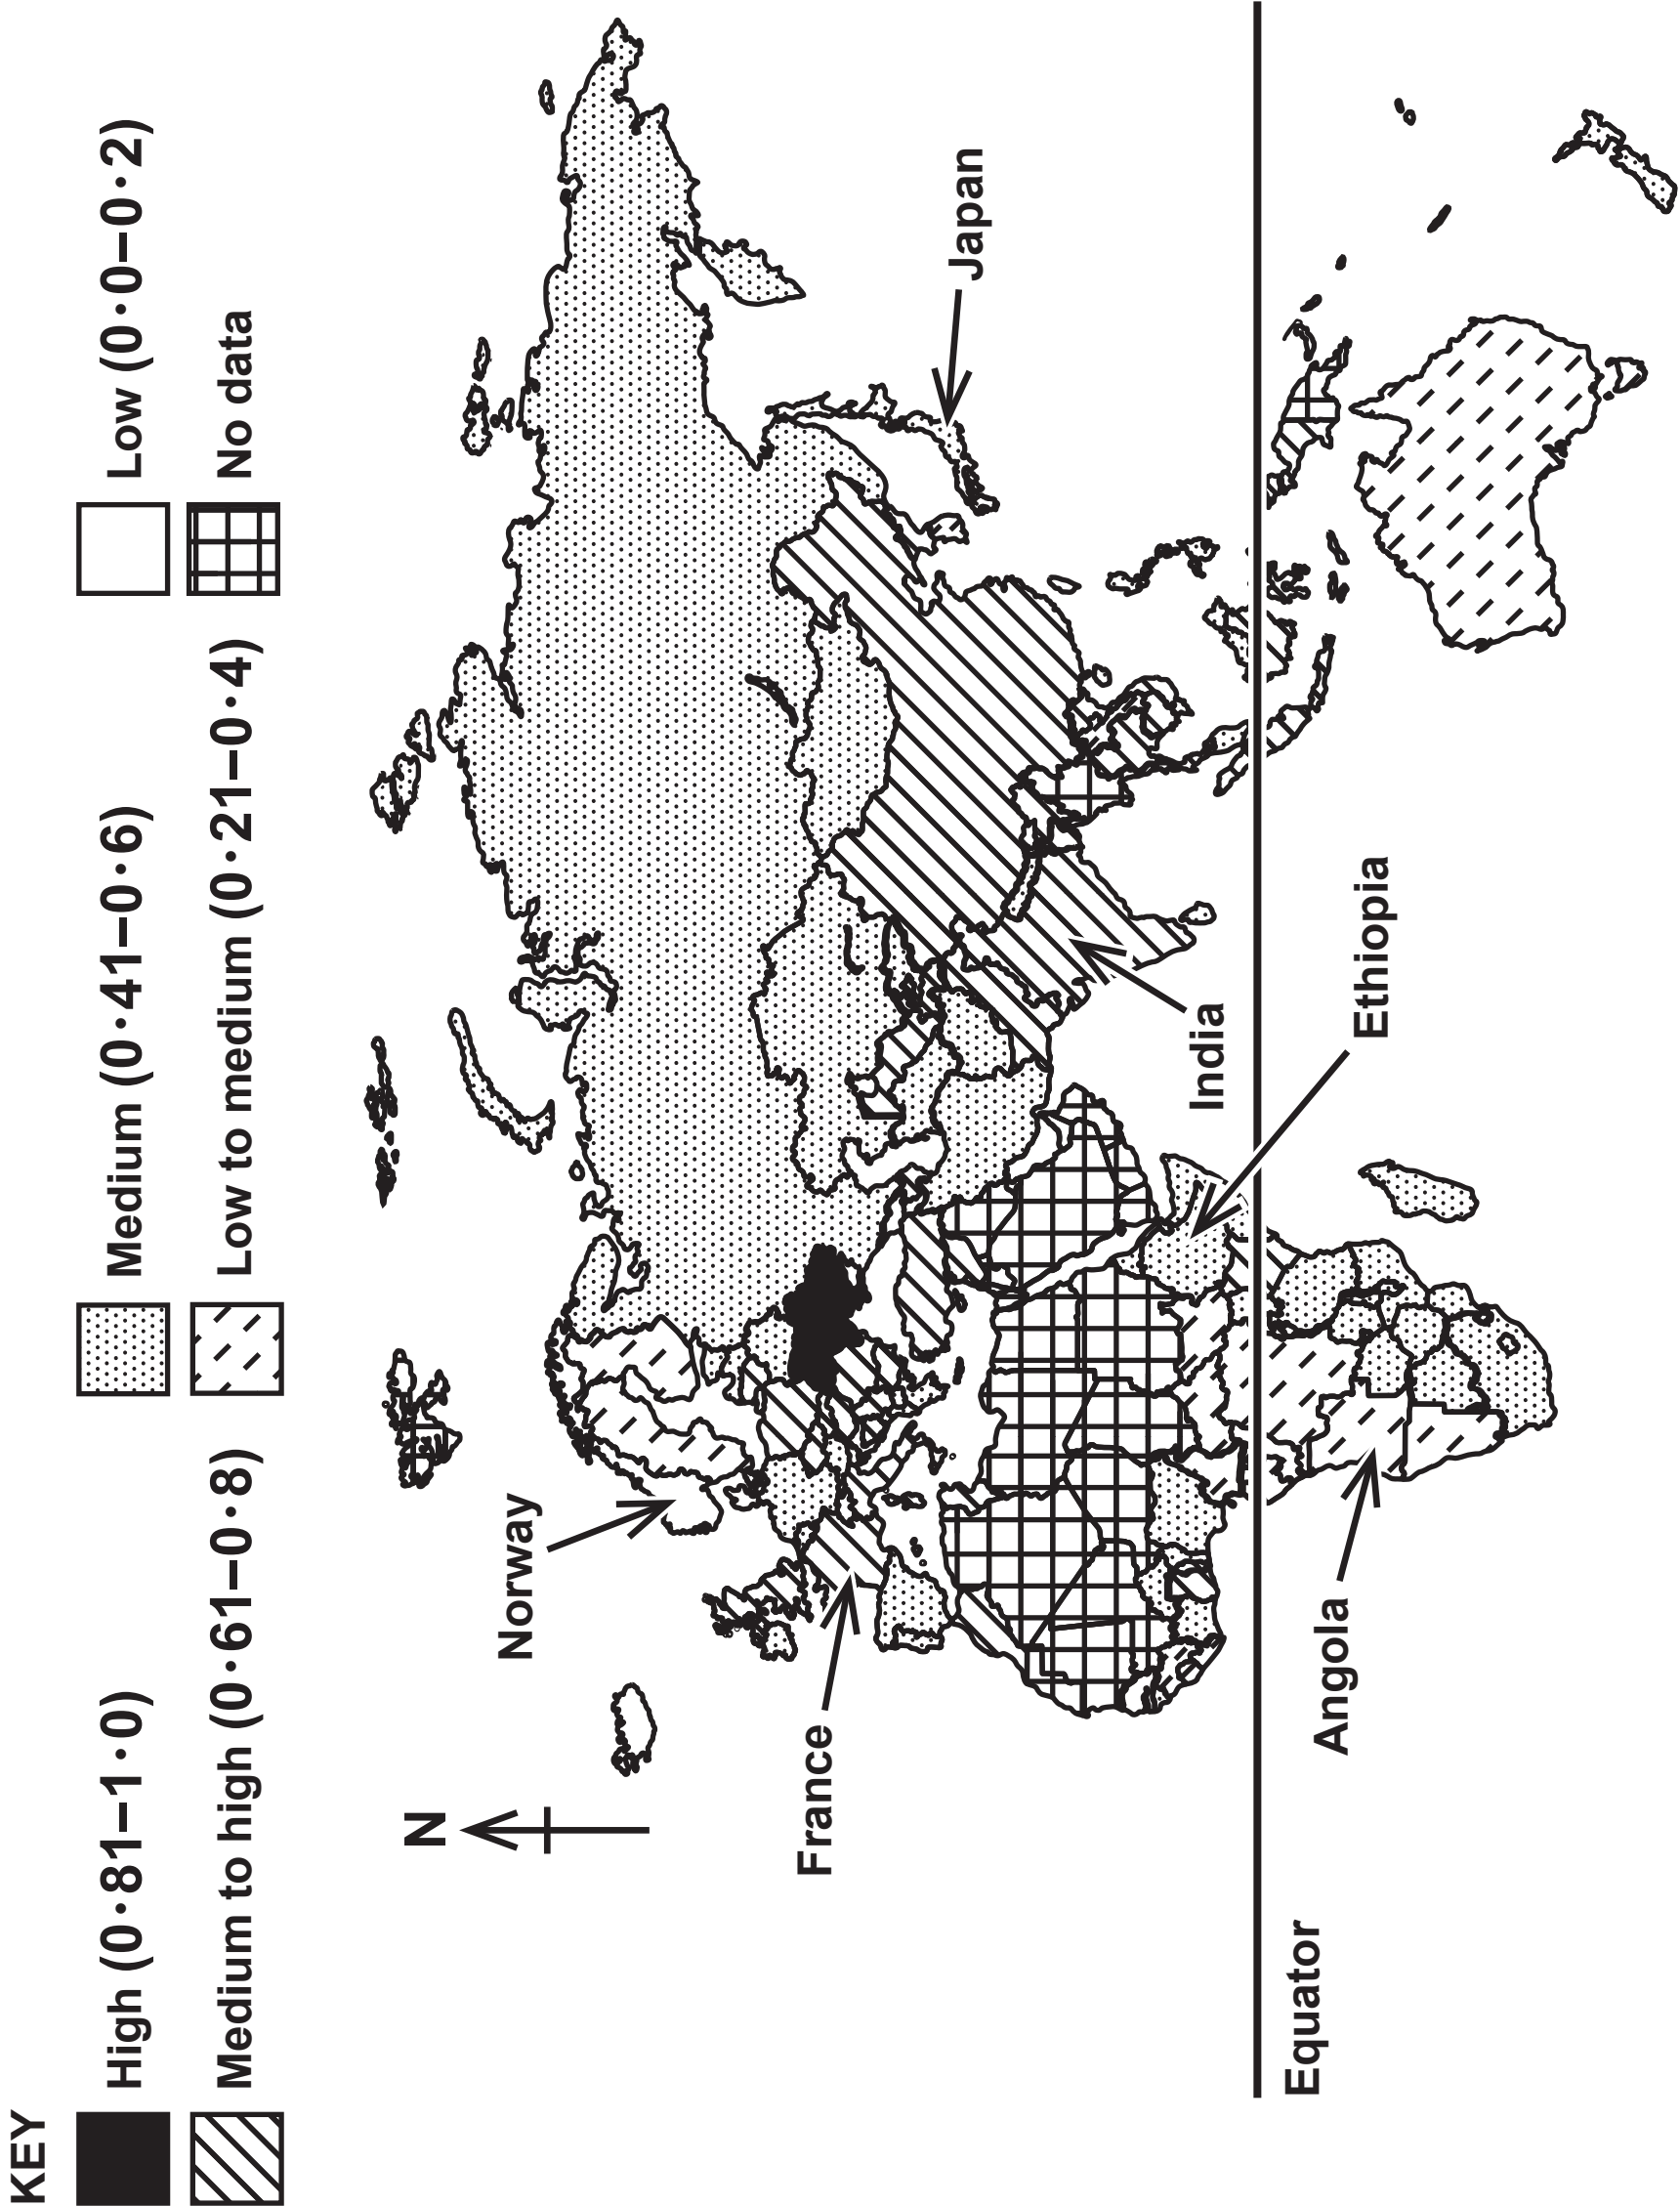 KEY
High (0·81–1·0)
Medium (0·41–0·6)
Low (0·0–0·2)
Medium to high (0·61–0·8)
Low to medium (0·21–0·4)
No data
N
Norway
France
Japan
India
Ethiopia
Equator
Angola